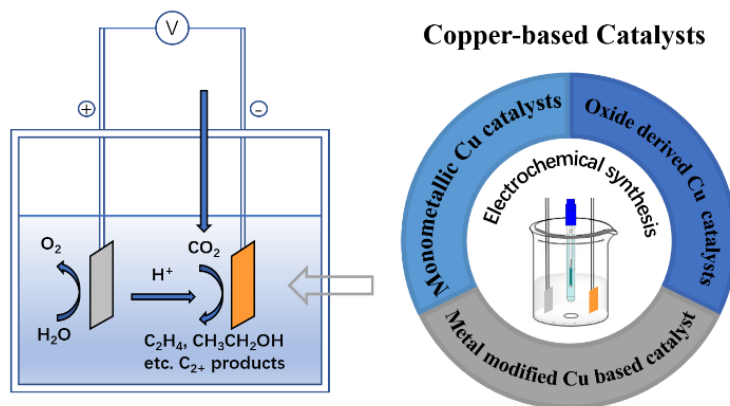 V
+
-
O₂
H₂O
H⁺
CO₂
C₂H₄, CH₃CH₂OH
etc. C₂₊ products
Copper-based Catalysts
Monometallic Cu catalysts
Oxide derived Cu catalysts
Metal modified Cu based catalyst
Electrochemical synthesis